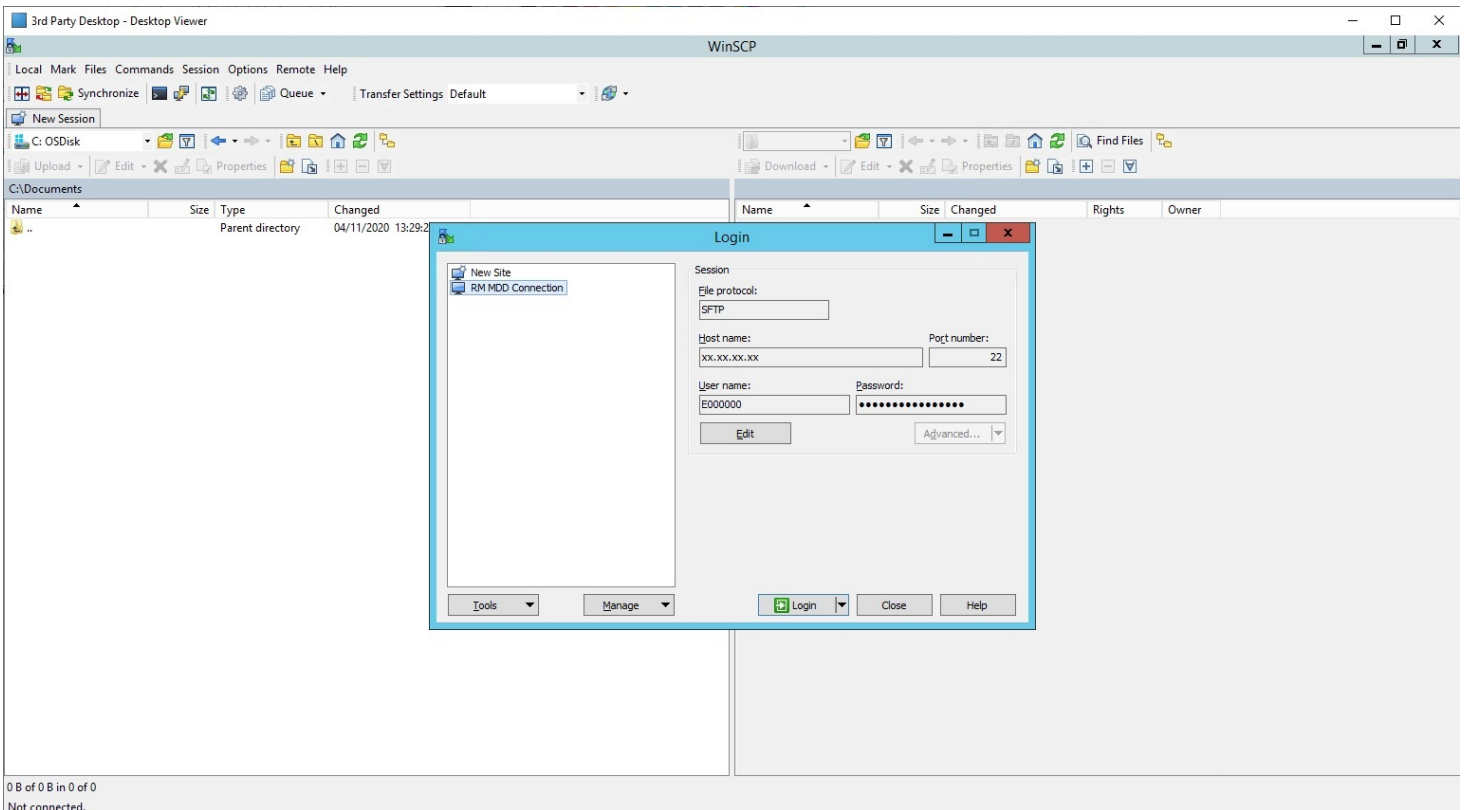 3rd Party Desktop - Desktop Viewer
WinSCP
Local Mark Files Commands Session Options Remote Help
Synchronize Queue Transfer Settings Default
New Session
C: OSDisk Find Files
Upload Edit Properties Download Edit Properties
C:\Documents
Name Size Type Changed Name Size Changed Rights Owner
.. Parent directory 04/11/2020 13:29:2
Login
New Site
RM MDD Connection
Session
File protocol:
SFTP
Host name: Port number:
xx.xx.xx.xx 22
User name: Password:
E000000 ••••••••••••••••
Edit Advanced...
Tools Manage Login Close Help
0 B of 0 B in 0 of 0
Not connected.